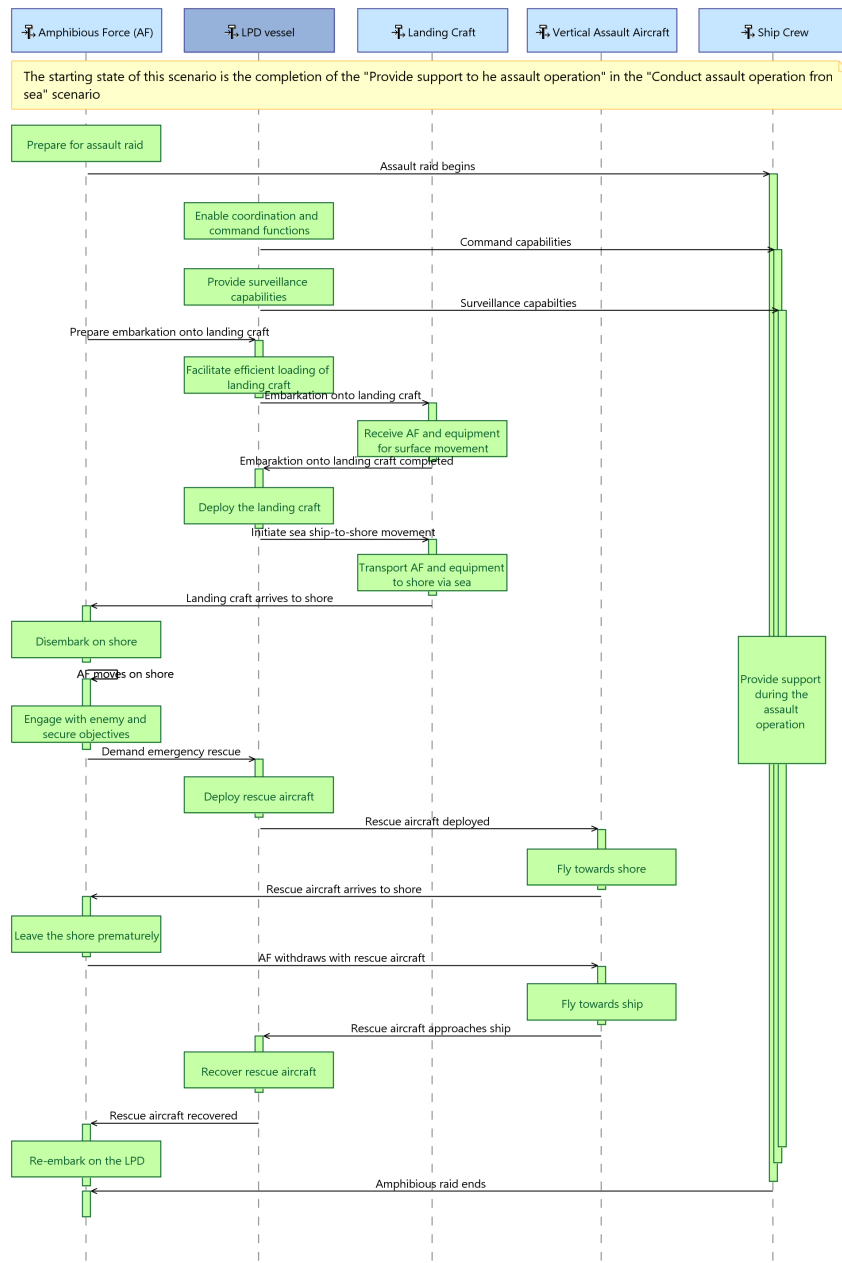 Amphibious Force (AF)
LPD vessel
Landing Craft
Vertical Assault Aircraft
Ship Crew
The starting state of this scenario is the completion of the "Provide support to he assault operation" in the "Conduct assault operation fron
sea" scenario
Prepare for assault raid
Assault raid begins
Enable coordination and
command functions
Command capabilities
Provide surveillance
capabilities
Surveillance capabilties
Prepare embarkation onto landing craft
Facilitate efficient loading of
landing craft
Embarkation onto landing craft
Receive AF and equipment
for surface movement
Embaraktion onto landing craft completed
Deploy the landing craft
Initiate sea ship-to-shore movement
Transport AF and equipment
to shore via sea
Landing craft arrives to shore
Disembark on shore
AF moves on shore
Provide support
during the
assault
operation
Engage with enemy and
secure objectives
Demand emergency rescue
Deploy rescue aircraft
Rescue aircraft deployed
Fly towards shore
Rescue aircraft arrives to shore
Leave the shore prematurely
AF withdraws with rescue aircraft
Fly towards ship
Rescue aircraft approaches ship
Recover rescue aircraft
Rescue aircraft recovered
Re-embark on the LPD
Amphibious raid ends